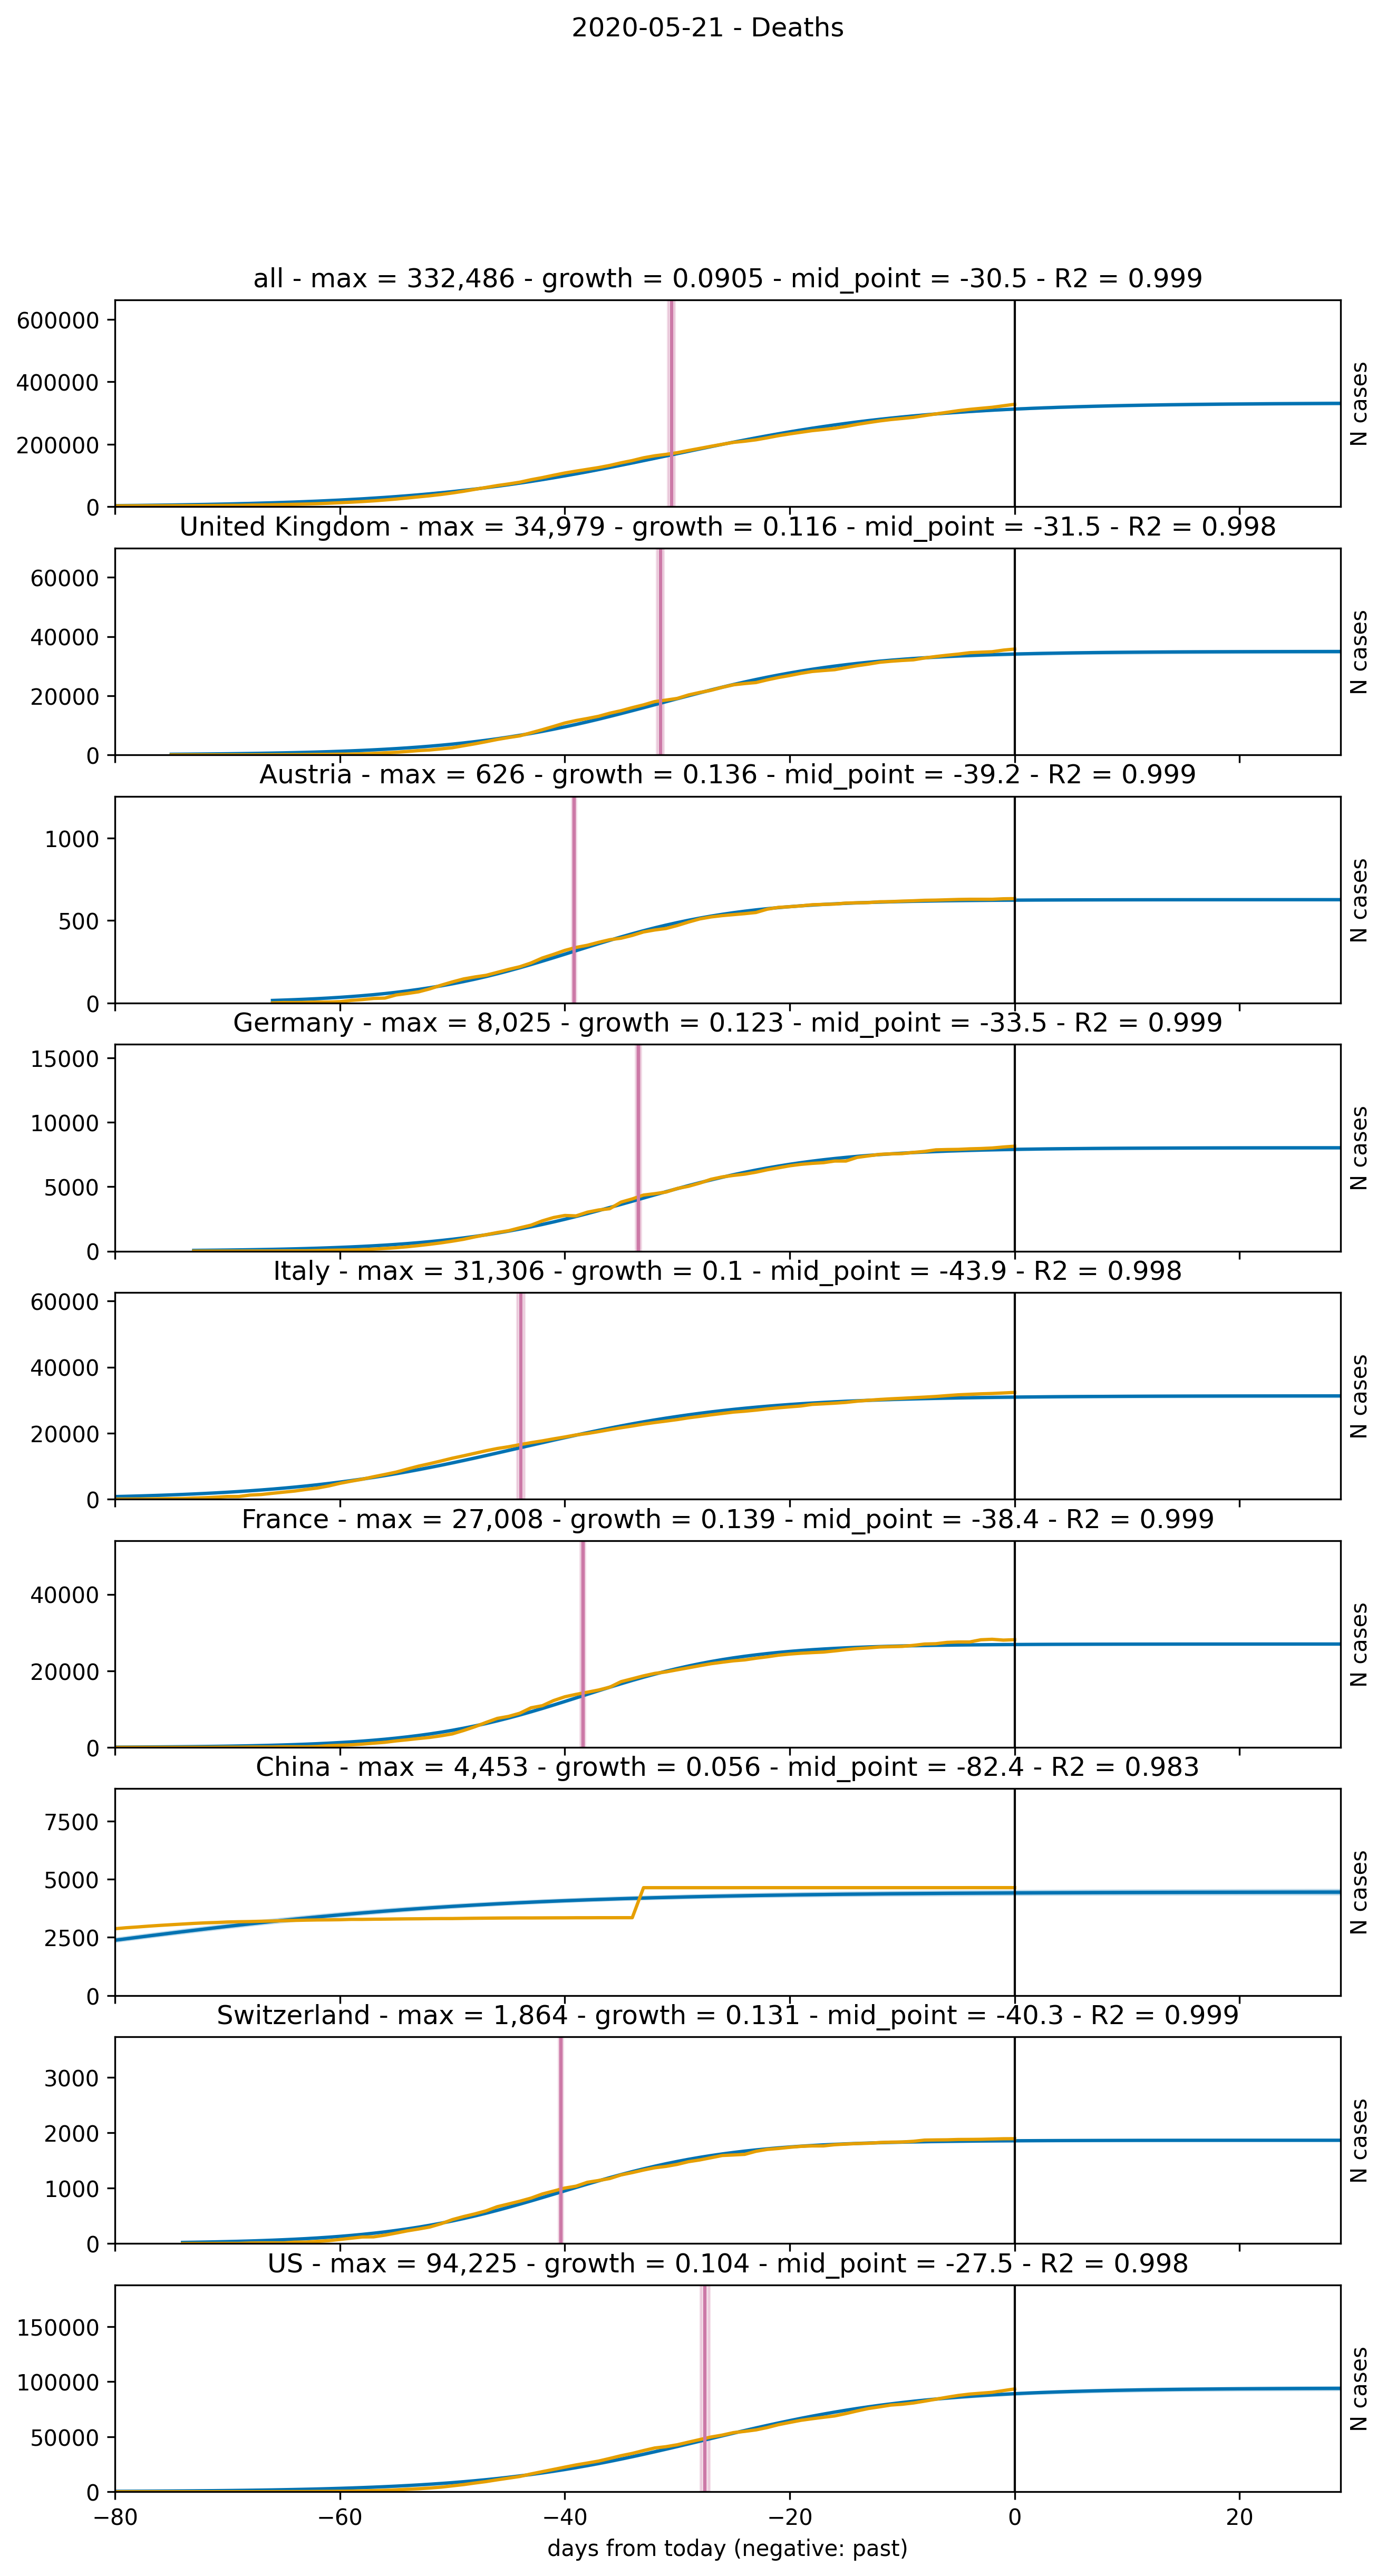 2020-05-21 - Deaths
all - max = 332,486 - growth = 0.0905 - mid_point = -30.5 - R2 = 0.999
600000
400000
200000
0
N cases
United Kingdom - max = 34,979 - growth = 0.116 - mid_point = -31.5 - R2 = 0.998
60000
40000
20000
0
N cases
Austria - max = 626 - growth = 0.136 - mid_point = -39.2 - R2 = 0.999
1000
500
0
N cases
Germany - max = 8,025 - growth = 0.123 - mid_point = -33.5 - R2 = 0.999
15000
10000
5000
0
N cases
Italy - max = 31,306 - growth = 0.1 - mid_point = -43.9 - R2 = 0.998
60000
40000
20000
0
N cases
France - max = 27,008 - growth = 0.139 - mid_point = -38.4 - R2 = 0.999
40000
20000
0
N cases
China - max = 4,453 - growth = 0.056 - mid_point = -82.4 - R2 = 0.983
7500
5000
2500
0
N cases
Switzerland - max = 1,864 - growth = 0.131 - mid_point = -40.3 - R2 = 0.999
3000
2000
1000
0
N cases
US - max = 94,225 - growth = 0.104 - mid_point = -27.5 - R2 = 0.998
150000
100000
50000
0
N cases
−80 −60 −40 −20 0 20
days from today (negative: past)